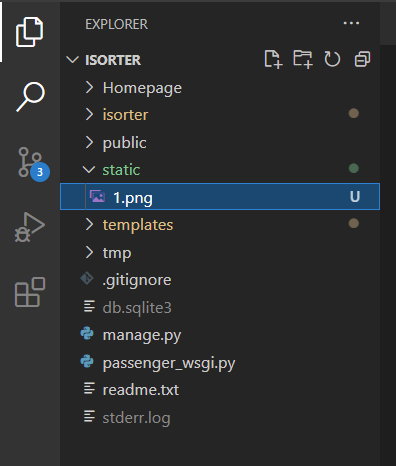 EXPLORER
ISORTER
Homepage
isorter
public
static
1.png U
templates
tmp
.gitignore
db.sqlite3
manage.py
passenger_wsgi.py
readme.txt
stderr.log
3